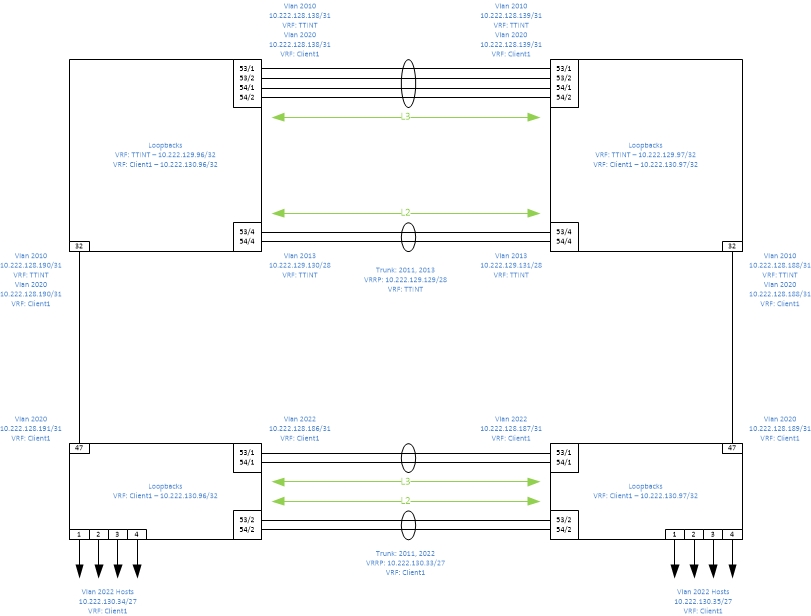 Vlan 2010
10.222.128.138/31
VRF: TTINT
Vlan 2020
10.222.128.138/31
VRF: Client1
Vlan 2010
10.222.128.139/31
VRF: TTINT
Vlan 2020
10.222.128.139/31
VRF: Client1
53/1
53/2
54/1
54/2
53/1
53/2
54/1
54/2
L3
Loopbacks
VRF: TTINT – 10.222.129.96/32
VRF: Client1 – 10.222.130.96/32
Loopbacks
VRF: TTINT – 10.222.129.97/32
VRF: Client1 – 10.222.130.97/32
L2
53/4
54/4
53/4
54/4
32
32
Vlan 2010
10.222.128.190/31
VRF: TTINT
Vlan 2020
10.222.128.190/31
VRF: Client1
Vlan 2013
10.222.129.130/28
VRF: TTINT
Trunk: 2011, 2013
VRRP: 10.222.129.129/28
VRF: TTINT
Vlan 2013
10.222.129.131/28
VRF: TTINT
Vlan 2010
10.222.128.188/31
VRF: TTINT
Vlan 2020
10.222.128.188/31
VRF: Client1
Vlan 2020
10.222.128.191/31
VRF: Client1
Vlan 2022
10.222.128.186/31
VRF: Client1
Vlan 2022
10.222.128.187/31
VRF: Client1
Vlan 2020
10.222.128.189/31
VRF: Client1
47
53/1
54/1
53/1
54/1
47
L3
Loopbacks
VRF: Client1 – 10.222.130.96/32
Loopbacks
VRF: Client1 – 10.222.130.97/32
L2
53/2
54/2
53/2
54/2
1
2
3
4
1
2
3
4
Trunk: 2011, 2022
VRRP: 10.222.130.33/27
VRF: Client1
Vlan 2022 Hosts
10.222.130.34/27
VRF: Client1
Vlan 2022 Hosts
10.222.130.35/27
VRF: Client1